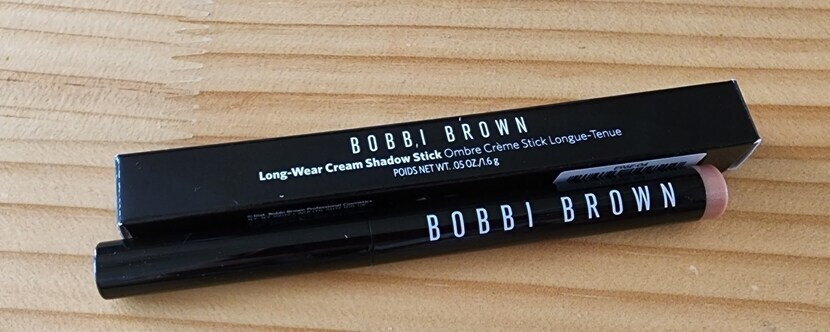 BOBBI BROWN
Long-Wear Cream Shadow Stick Ombre Crème Stick Longue-Tenue
POIDS NET WT. .05 OZ./1.6 g
BOBBI BROWN